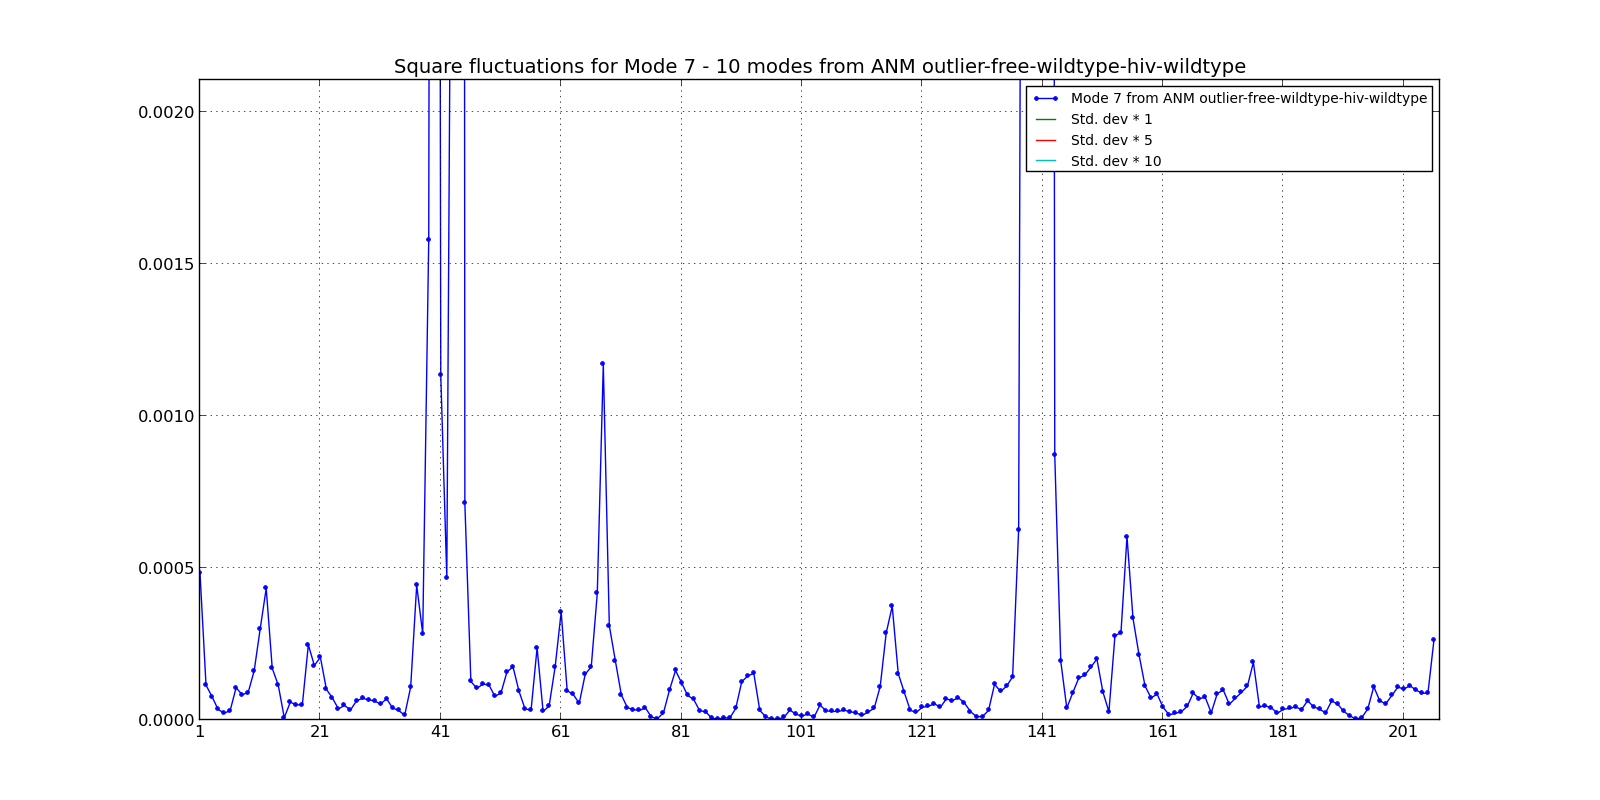 Square fluctuations for Mode 7 - 10 modes from ANM outlier-free-wildtype-hiv-wildtype
Mode 7 from ANM outlier-free-wildtype-hiv-wildtype
Std. dev * 1
Std. dev * 5
Std. dev * 10
0.0020
0.0015
0.0010
0.0005
0.0000
1 21 41 61 81 101 121 141 161 181 201